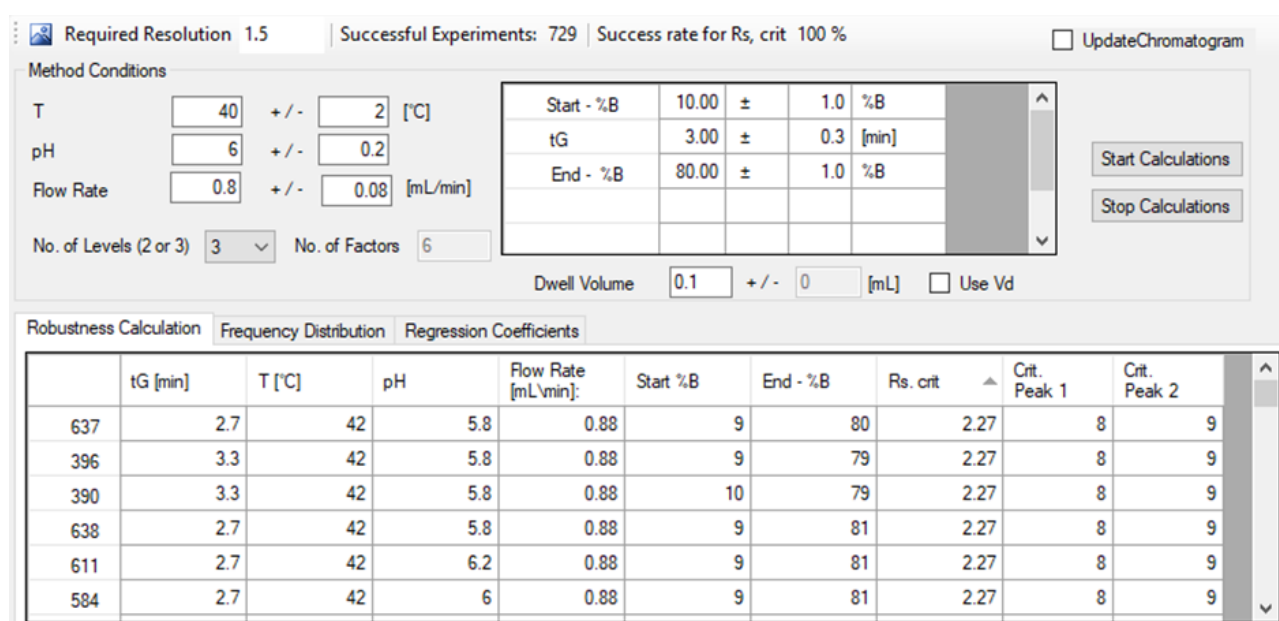 Required Resolution 1.5 Successful Experiments: 729 Success rate for Rs, crit 100 % UpdateChromatogram
Method Conditions
T 40 +/- 2 [°C] Start - %B 10.00 ± 1.0 %B
pH 6 +/- 0.2 tG 3.00 ± 0.3 [min] Start Calculations
Flow Rate 0.8 +/- 0.08 [mL/min] End - %B 80.00 ± 1.0 %B
Stop Calculations
No. of Levels (2 or 3) 3 No. of Factors 6
Dwell Volume 0.1 +/- 0 [mL] Use Vd
Robustness Calculation Frequency Distribution Regression Coefficients
tG [min] T [°C] pH Flow Rate [mL\min]: Start %B End - %B Rs. crit Crit. Peak 1 Crit. Peak 2
637 2.7 42 5.8 0.88 9 80 2.27 8 9
396 3.3 42 5.8 0.88 9 79 2.27 8 9
390 3.3 42 5.8 0.88 10 79 2.27 8 9
638 2.7 42 5.8 0.88 9 81 2.27 8 9
611 2.7 42 6.2 0.88 9 81 2.27 8 9
584 2.7 42 6 0.88 9 81 2.27 8 9